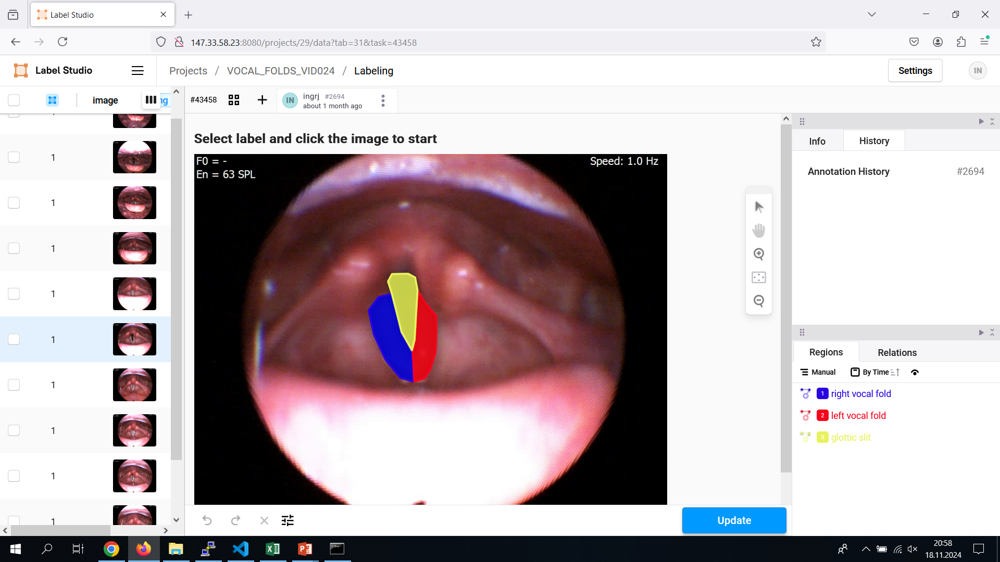 Label Studio
147.33.58.23:8080/projects/29/data?tab=31&task=43458
Label Studio
Projects / VOCAL_FOLDS_VID024 / Labeling
Settings
IN
image
ng
#43458
IN
ingrj #2694
about 1 month ago
Select label and click the image to start
F0 = -
En = 63 SPL
Speed: 1.0 Hz
1
1
1
1
1
1
1
1
1
Info
History
Annotation History #2694
Regions
Relations
Manual
By Time
1 right vocal fold
2 left vocal fold
3 glottic slit
Update
20:58
18.11.2024